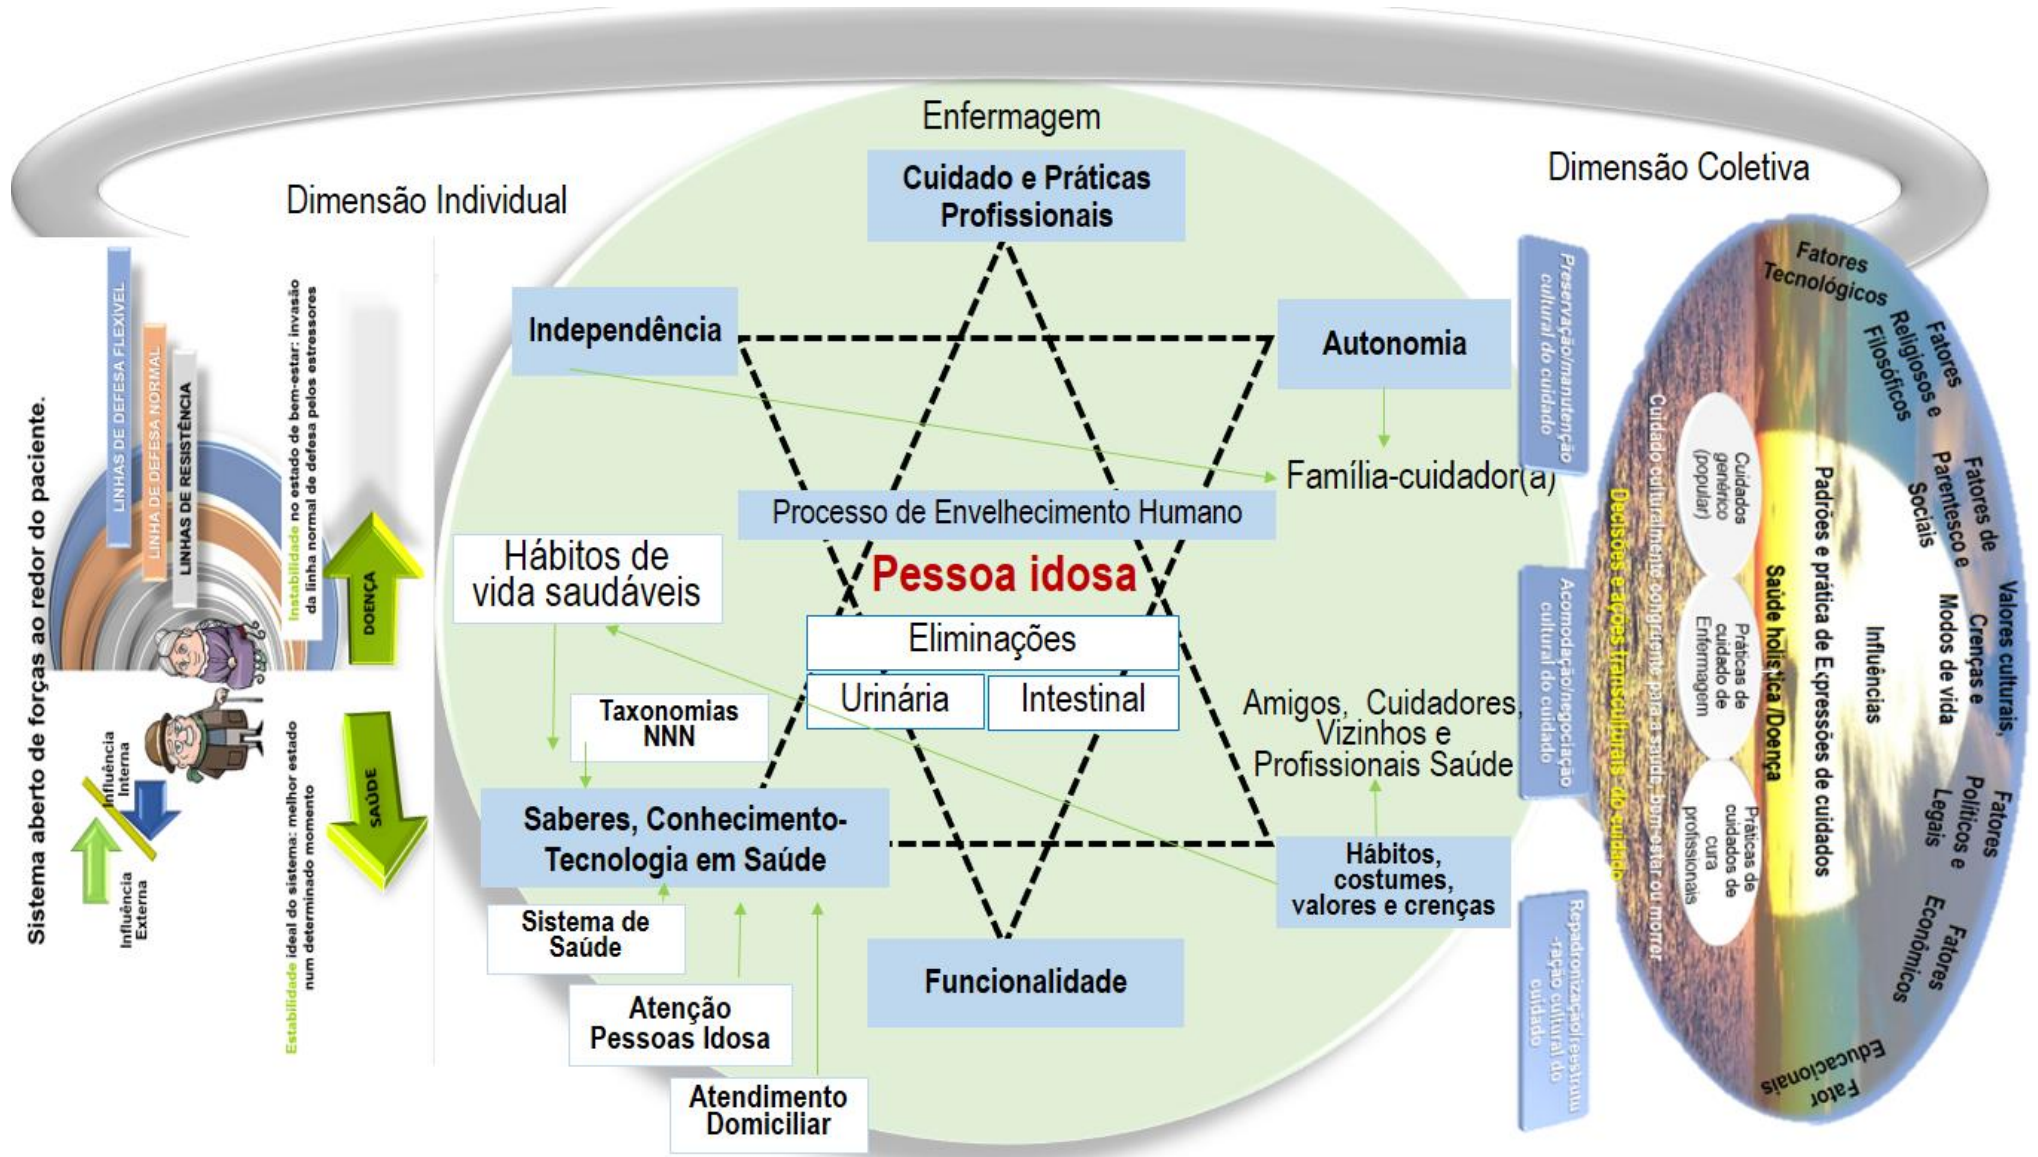 Enfermagem
Cuidado e Práticas
Profissionais
Dimensão Individual
Dimensão Coletiva
Sistema aberto de forças ao redor do paciente.
LINHAS DE DEFESA FLEXÍVEL
LINHA DE DEFESA NORMAL
LINHAS DE RESISTÊNCIA
Instabilidade no estado de bem-estar: invasão
da linha normal de defesa pelos estressores
DOENÇA
SAÚDE
Influência
Interna
Influência
Externa
Estabilidade ideal do sistema: melhor estado
num determinado momento
Independência
Autonomia
Família-cuidador(a)
Processo de Envelhecimento Humano
Pessoa idosa
Eliminações
Urinária
Intestinal
Hábitos de
vida saudáveis
Taxonomias
NNN
Saberes, Conhecimento-
Tecnologia em Saúde
Sistema de
Saúde
Atenção
Pessoas Idosa
Atendimento
Domiciliar
Funcionalidade
Amigos, Cuidadores,
Vizinhos e
Profissionais Saúde
Hábitos,
costumes,
valores e crenças
Preservação/manutenção
cultural do cuidado
Acomodação/negociação
cultural do cuidado
Repadronização/reestrutu
-ração cultural do
cuidado
Fatores
Tecnológicos
Fatores
Religiosos e
Filosóficos
Fatores de
Parentesco e
Sociais
Valores culturais,
Crenças e
Modos de vida
Fatores
Políticos e
Legais
Fatores
Econômicos
Fator
Educacionais
Influências
Padrões e prática de Expressões de cuidados
Saúde holística /Doença
Cuidados
genérico
(popular)
Práticas de
cuidado de
Enfermagem
Práticas de
cuidados de
cura
profissionais
Cuidado culturalmente congruente para a saúde, bem-estar ou morrer
Decisões e ações transculturais do cuidado